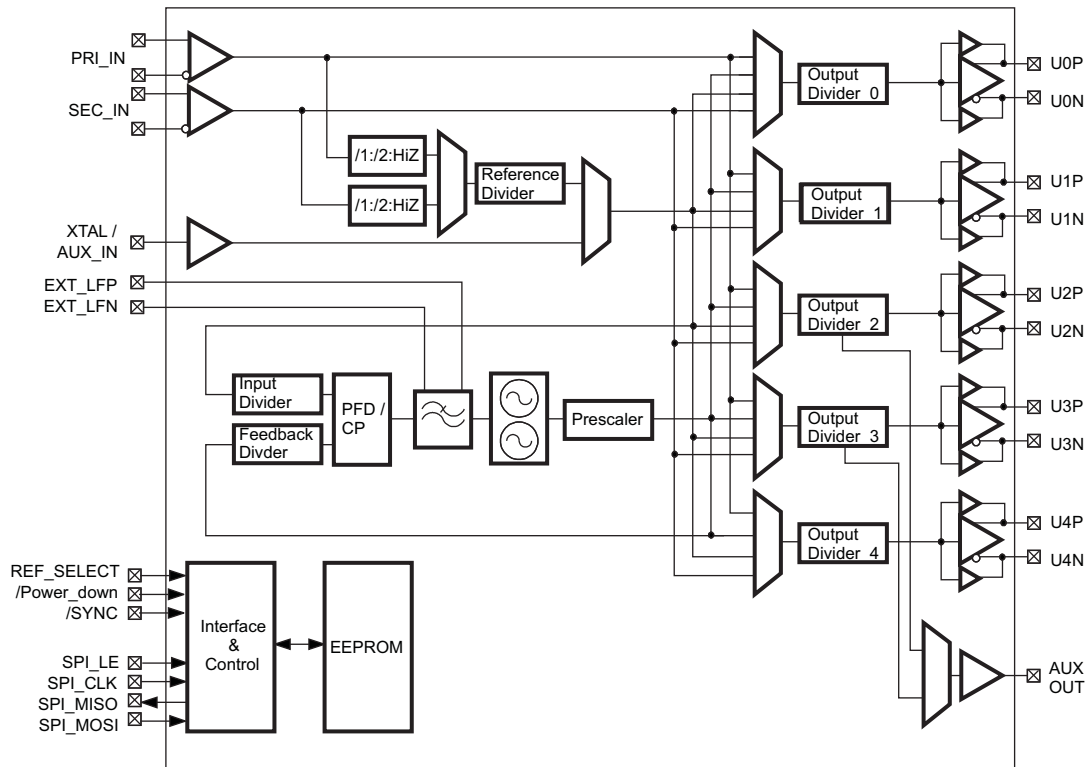 PRI_IN
SEC_IN
XTAL /
AUX_IN
EXT_LFP
EXT_LFN
/1:/2:HiZ
/1:/2:HiZ
Reference
Divider
Input
Divider
Feedback
Divder
PFD /
CP
Prescaler
Output
Divider 0
Output
Divider 1
Output
Divider 2
Output
Divider 3
Output
Divider 4
U0P
U0N
U1P
U1N
U2P
U2N
U3P
U3N
U4P
U4N
AUX
OUT
REF_SELECT
/Power_down
/SYNC
SPI_LE
SPI_CLK
SPI_MISO
SPI_MOSI
Interface
&
Control
EEPROM